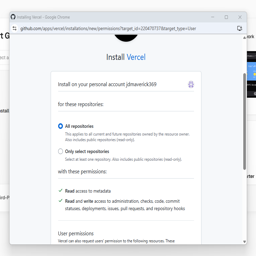 Installing Vercel - Google Chrome
github.com/apps/vercel/installations/new/permissions?target_id=220479737&target_type=User
Install Vercel
Install on your personal account jdmaverick369
for these repositories:
All repositories
This applies to all current and future repositories owned by the resource owner.
Also includes public repositories (read-only).
Only select repositories
Select at least one repository. Also includes public repositories (read-only).
with these permissions:
Read access to metadata
Read and write access to administration, checks, code, commit
statuses, deployments, issues, pull requests, and repository hooks
User permissions
Vercel can also request users' permission to the following resources. These